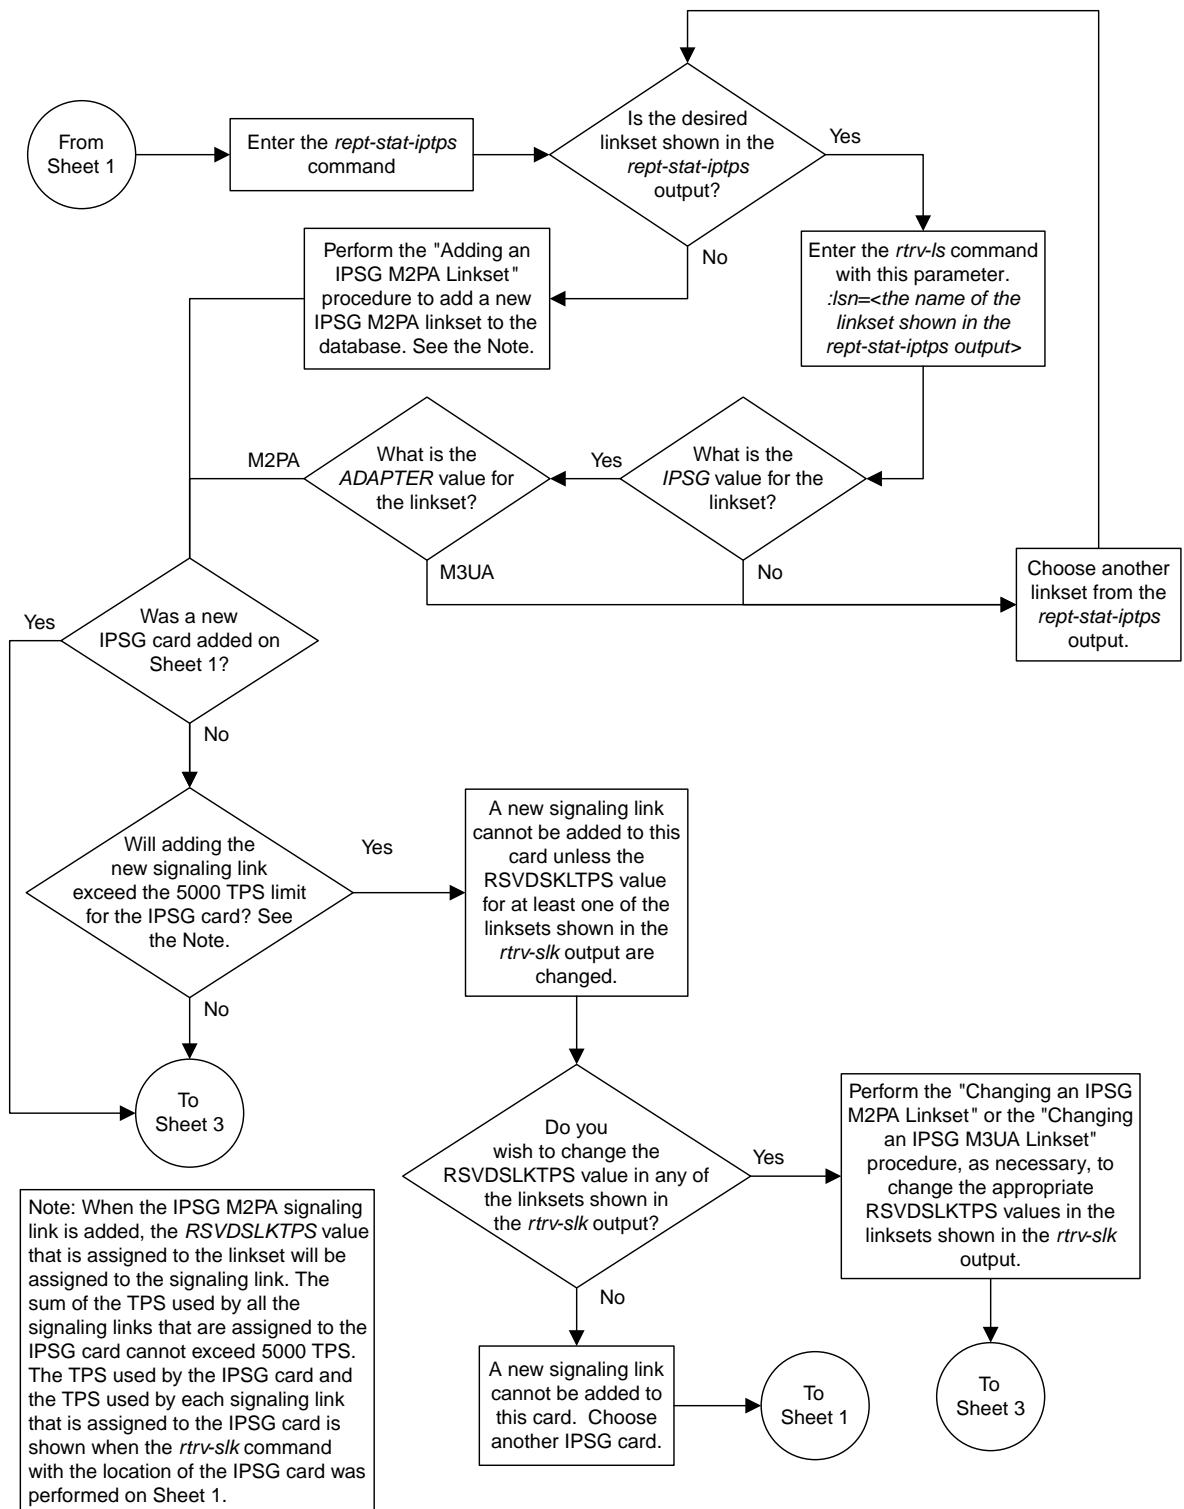 From
Sheet 1
Enter the rept-stat-iptps
command
Is the desired
linkset shown in the
rept-stat-iptps
output?
Yes
No
Perform the "Adding an
IPSG M2PA Linkset"
procedure to add a new
IPSG M2PA linkset to the
database. See the Note.
Enter the rtrv-ls command
with this parameter.
:lsn=<the name of the
linkset shown in the
rept-stat-iptps output>
What is the
IPSG value for the
linkset?
Yes
No
What is the
ADAPTER value for
the linkset?
M2PA
M3UA
Choose another
linkset from the
rept-stat-iptps
output.
Was a new
IPSG card added on
Sheet 1?
Yes
No
Will adding the
new signaling link
exceed the 5000 TPS limit
for the IPSG card? See
the Note.
Yes
No
A new signaling link
cannot be added to this
card unless the
RSVDSKLTPS value
for at least one of the
linksets shown in the
rtrv-slk output are
changed.
To
Sheet 3
Do you
wish to change the
RSVDSLKTPS value in any of
the linksets shown in
the rtrv-slk output?
Yes
No
Perform the "Changing an IPSG
M2PA Linkset" or the "Changing
an IPSG M3UA Linkset"
procedure, as necessary, to
change the appropriate
RSVDSLKTPS values in the
linksets shown in the rtrv-slk
output.
To
Sheet 3
A new signaling link
cannot be added to
this card.  Choose
another IPSG card.
To
Sheet 1
Note: When the IPSG M2PA signaling
link is added, the RSVDSLKTPS value
that is assigned to the linkset will be
assigned to the signaling link. The
sum of the TPS used by all the
signaling links that are assigned to the
IPSG card cannot exceed 5000 TPS.
The TPS used by the IPSG card and
the TPS used by each signaling link
that is assigned to the IPSG card is
shown when the rtrv-slk command
with the location of the IPSG card was
performed on Sheet 1.